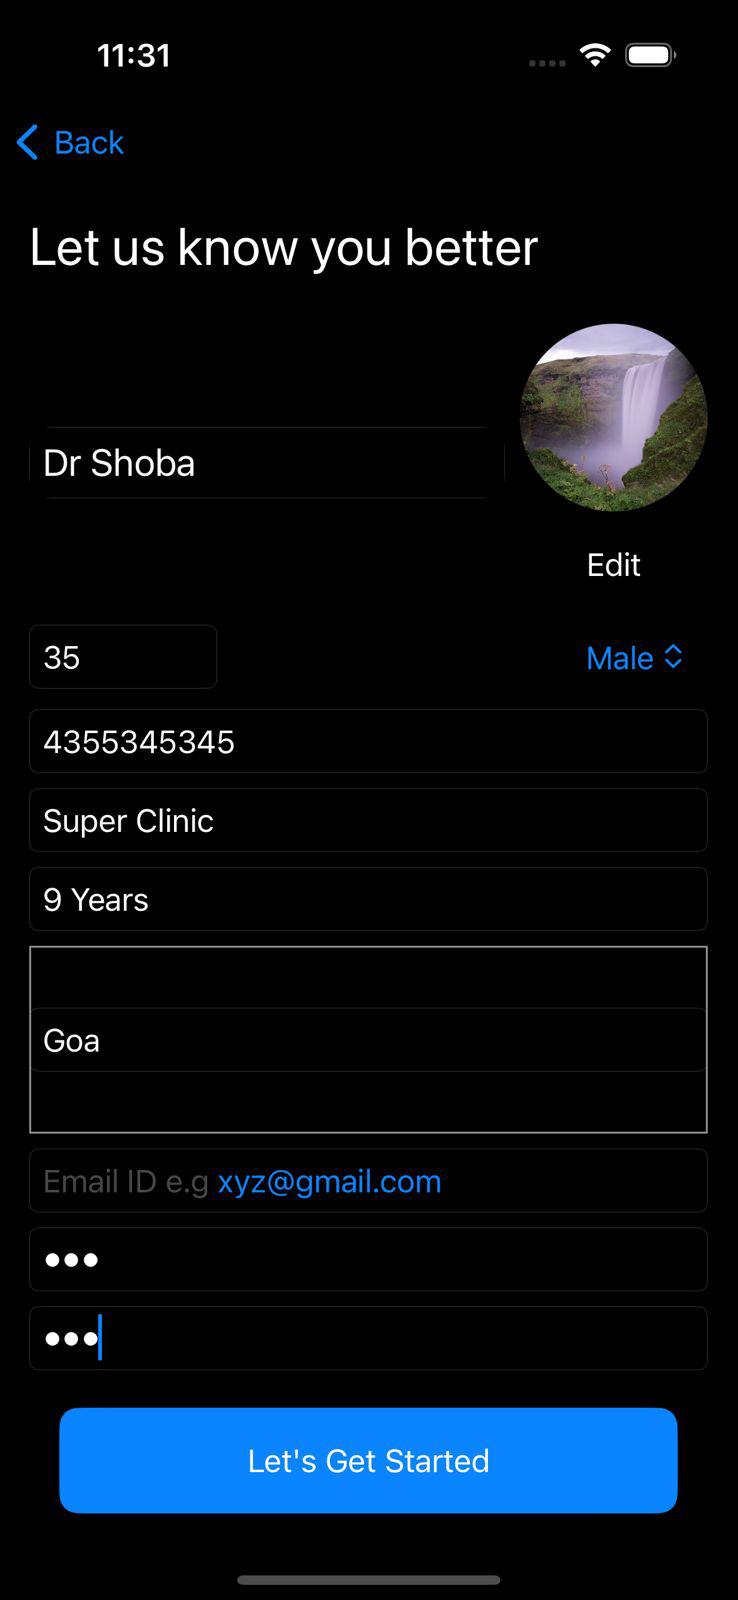 11:31
Back
Let us know you better
Dr Shoba
Edit
35
Male
4355345345
Super Clinic
9 Years
Goa
Email ID e.g xyz@gmail.com
•••
•••
Let's Get Started